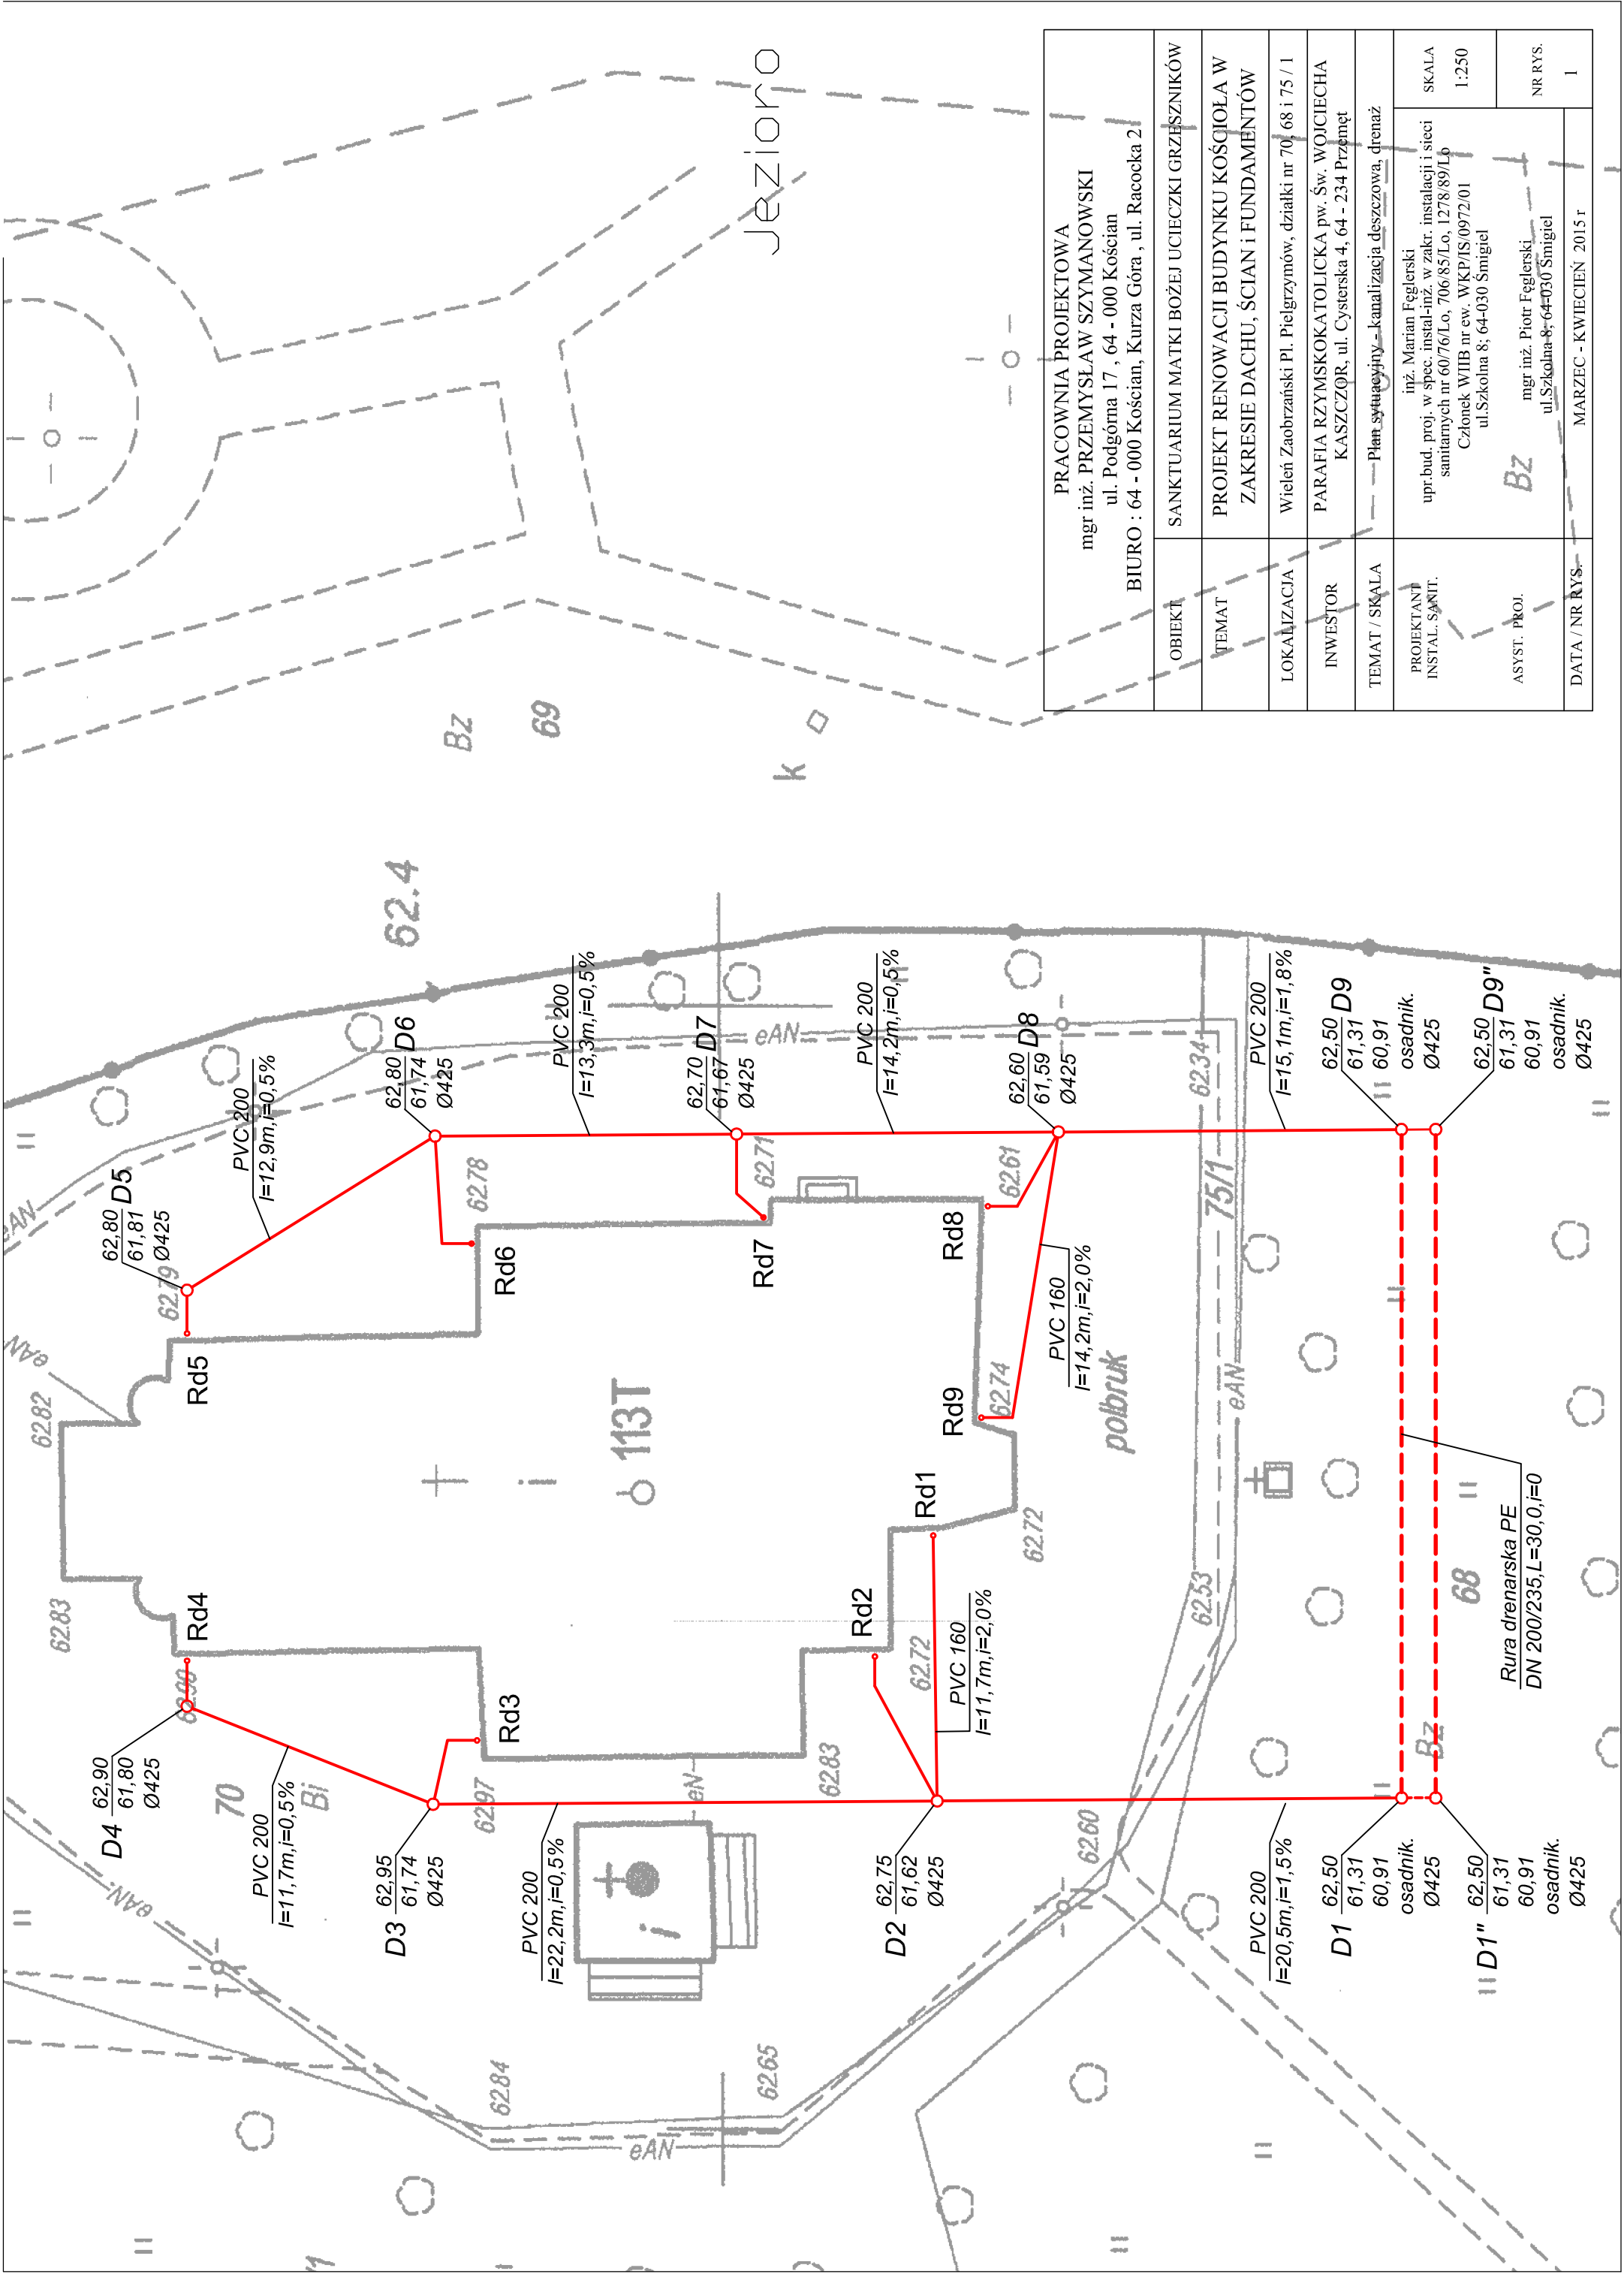 Jezioro
PRACOWNIA PROJEKTOWA
mgr inż. PRZEMYSŁAW SZYMANOWSKI
ul. Podgórna 17 , 64 - 000 Kościan
BIURO : 64 - 000 Kościan, Kurza Góra , ul. Racocka 2
OBIEKT
SANKTUARIUM MATKI BOŻEJ UCIECZKI GRZESZNIKÓW
TEMAT
PROJEKT RENOWACJI BUDYNKU KOŚCIOŁA W
ZAKRESIE DACHU, ŚCIAN i FUNDAMENTÓW
LOKALIZACJA
Wieleń Zaobrzański Pl. Pielgrzymów, działki nr 70, 68 i 75 / 1
INWESTOR
PARAFIA RZYMSKOKATOLICKA pw. Św. WOJCIECHA
KASZCZOR, ul. Cysterska 4, 64 - 234 Przemęt
TEMAT / SKALA
Plan sytuacyjny - kanalizacja deszczowa, drenaż
PROJEKTANT
INSTAL. SANIT.
inż. Marian Fęglerski
upr.bud. proj. w spec. instal-inż. w zakr. instalacji i sieci
sanitarnych nr 60/76/Lo, 706/85/Lo, 1278/89/Lo
Członek WIIB nr ew. WKP/IS/0972/01
ul.Szkolna 8; 64-030 Śmigiel
SKALA
1:250
ASYST. PROJ.
mgr inż. Piotr Fęglerski
ul.Szkolna 8; 64-030 Śmigiel
NR RYS.
1
DATA / NR RYS.
MARZEC - KWIECIEŃ 2015 r
Bz
Bz
69
k
62.4
eAN
eAN
62.82
62.83
62.79
62.90
D5
62,80
61,81
Ø425
PVC 200
l=12,9m,i=0,5%
D6
62,80
61,74
Ø425
PVC 200
l=13,3m,i=0,5%
D7
62,70
61,67
Ø425
eAN
PVC 200
l=14,2m,i=0,5%
D8
62,60
61,59
Ø425
PVC 200
l=15,1m,i=1,8%
D9
62,50
61,31
60,91
osadnik.
Ø425
D9"
62,50
61,31
60,91
osadnik.
Ø425
62.78
62.71
62.61
62.34
75/1
Rd5
Rd6
Rd7
Rd8
Rd9
62.74
PVC 160
l=14,2m,i=2,0%
polbruk
eAN
113T
i
Rd4
Rd3
Rd2
Rd1
62.72
62.72
PVC 160
l=11,7m,i=2,0%
62.53
Rura drenarska PE
DN 200/235,L=30,0,i=0
68
Bz
D4
62,90
61,80
Ø425
70
Bi
PVC 200
l=11,7m,i=0,5%
eAN
D3
62,95
61,74
Ø425
62.97
PVC 200
l=22,2m,i=0,5%
eN
i
62.83
D2
62,75
61,62
Ø425
62.60
PVC 200
l=20,5m,i=1,5%
D1
62,50
61,31
60,91
osadnik.
Ø425
D1"
62,50
61,31
60,91
osadnik.
Ø425
62.84
62.65
eAN